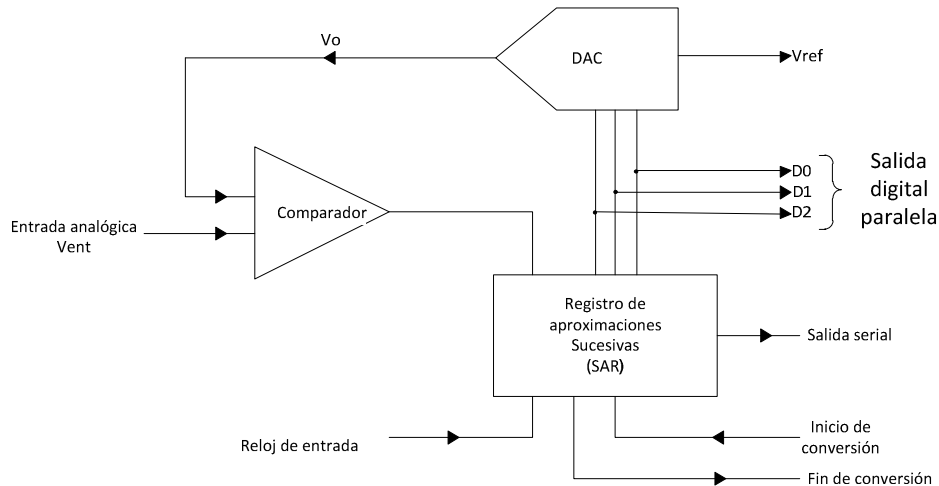 Vo
DAC
Vref
D0
D1
D2
Salida
digital
paralela
Comparador
Entrada analógica
Vent
Registro de
aproximaciones
Sucesivas
(SAR)
Salida serial
Reloj de entrada
Inicio de
conversión
Fin de conversión